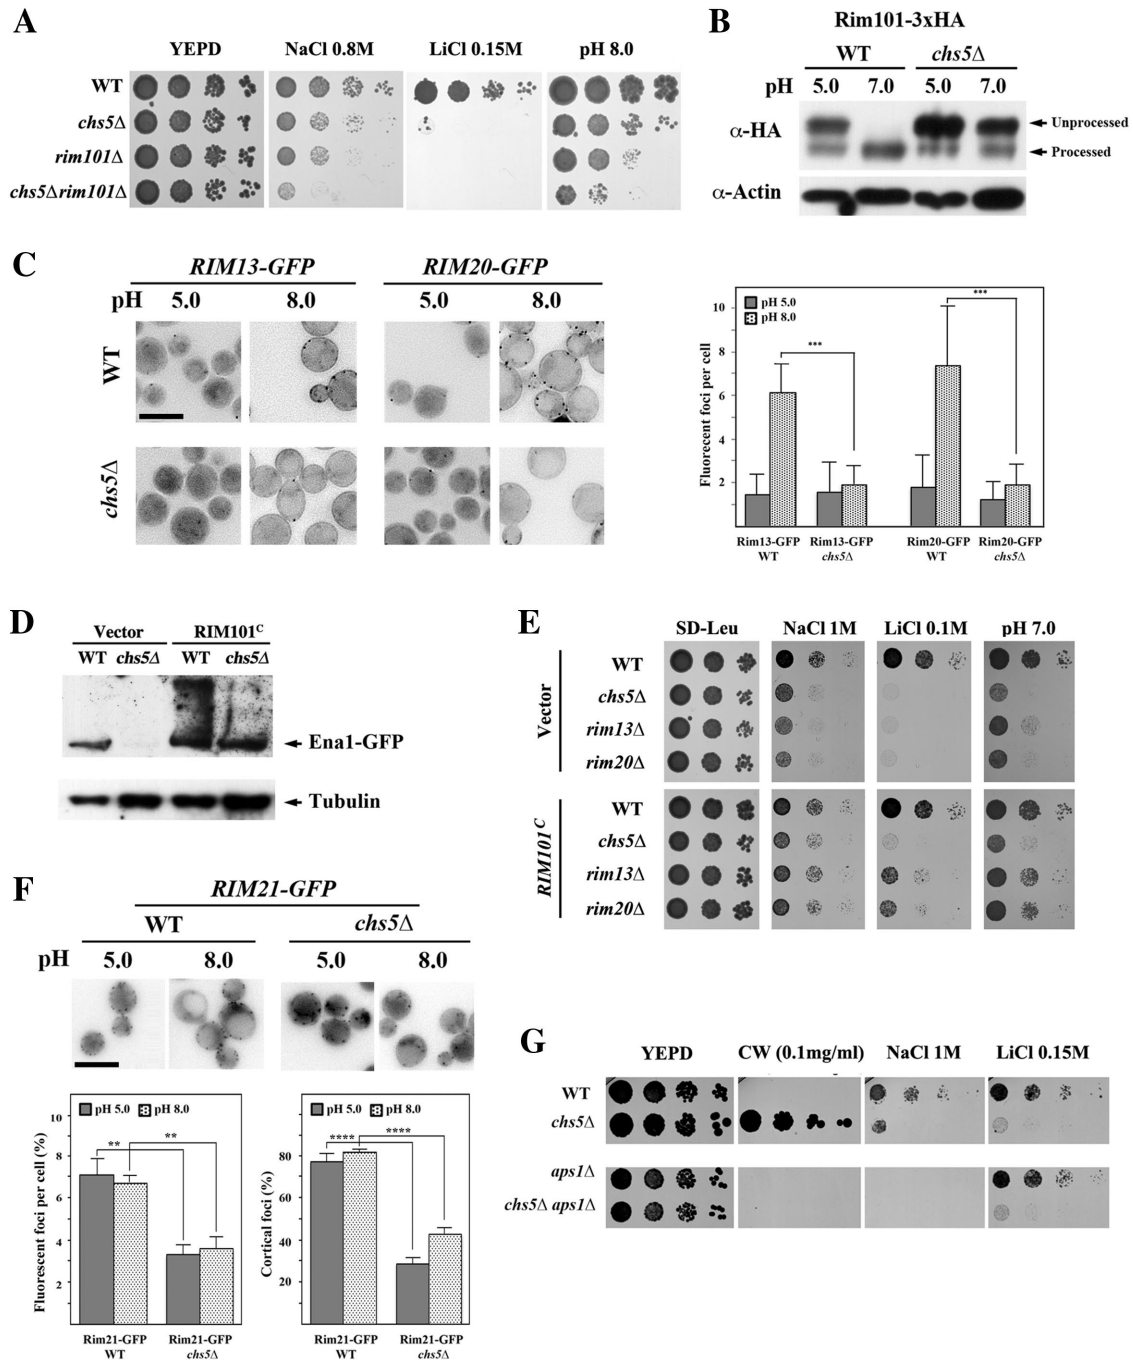 A
YEPD NaCl 0.8M LiCl 0.15M pH 8.0
WT
chs5Δ
rim101Δ
chs5Δrim101Δ
B
Rim101-3xHA
WT chs5Δ
pH 5.0 7.0 5.0 7.0
α-HA
Unprocessed
Processed
α-Actin
C
RIM13-GFP RIM20-GFP
pH 5.0 8.0 5.0 8.0
WT
chs5Δ
pH 5.0
pH 8.0
Fluorecent foci per cell
10
8
6
4
2
***
***
Rim13-GFP Rim13-GFP Rim20-GFP Rim20-GFP
WT chs5Δ WT chs5Δ
D
Vector RIM101C
WT chs5Δ WT chs5Δ
Ena1-GFP
Tubulin
E
SD-Leu NaCl 1M LiCl 0.1M pH 7.0
Vector
WT
chs5Δ
rim13Δ
rim20Δ
RIM101C
WT
chs5Δ
rim13Δ
rim20Δ
F
RIM21-GFP
WT chs5Δ
pH 5.0 8.0 5.0 8.0
pH 5.0 pH 8.0
Fluorescent foci per cell (%)
10
8
6
4
2
** **
Rim21-GFP Rim21-GFP
WT chs5Δ
pH 5.0 pH 8.0
Cortical foci (%)
80
60
40
20
**** ****
Rim21-GFP Rim21-GFP
WT chs5Δ
G
YEPD CW (0.1mg/ml) NaCl 1M LiCl 0.15M
WT
chs5Δ
aps1Δ
chs5Δ aps1Δ